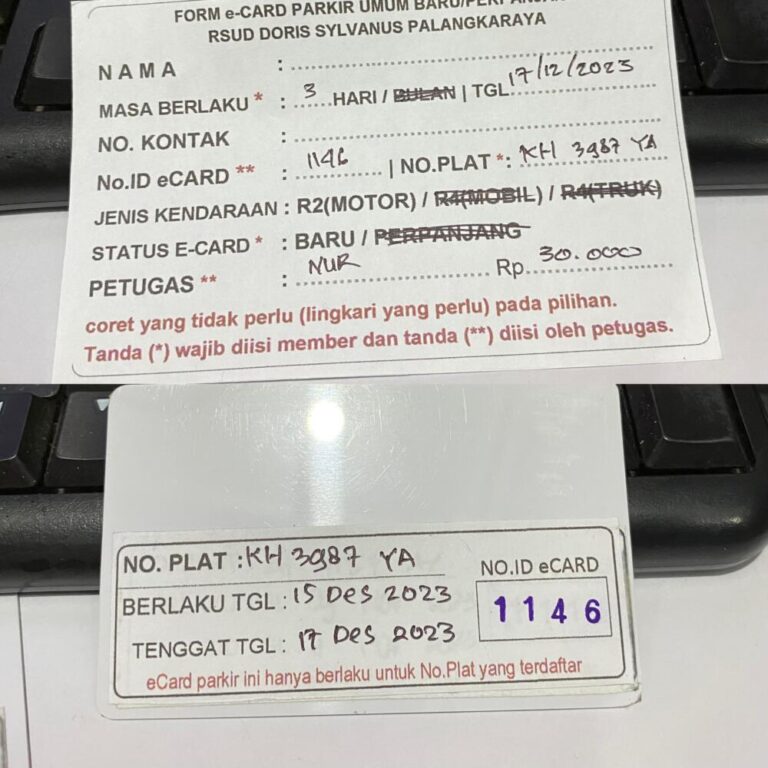 FORM e-CARD PARKIR UMUM BARU/PERPANJAN
RSUD DORIS SYLVANUS PALANGKARAYA
NAMA :
MASA BERLAKU * : 3 HARI / BULAN | TGL 17/12/2023
NO. KONTAK :
No.ID eCARD ** : 1146 | NO.PLAT *: KH 3987 YA
JENIS KENDARAAN : R2(MOTOR) / R4(MOBIL) / R4(TRUK)
STATUS E-CARD * : BARU / PERPANJANG
PETUGAS ** : NUR Rp. 30.000
coret yang tidak perlu (lingkari yang perlu) pada pilihan.
Tanda (*) wajib diisi member dan tanda (**) diisi oleh petugas.
NO. PLAT : KH 3987 YA
NO.ID eCARD
BERLAKU TGL : 15 Des 2023
1146
TENGGAT TGL : 17 Des 2023
eCard parkir ini hanya berlaku untuk No.Plat yang terdaftar